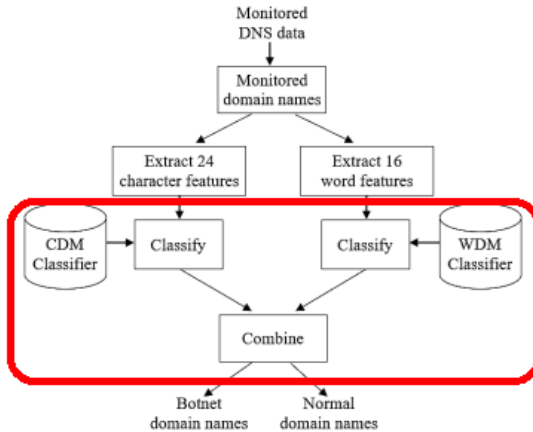 Monitored
DNS data
Monitored
domain names
Extract 24
character features
Extract 16
word features
CDM
Classifier
Classify
Classify
WDM
Classifier
Combine
Botnet
domain names
Normal
domain names